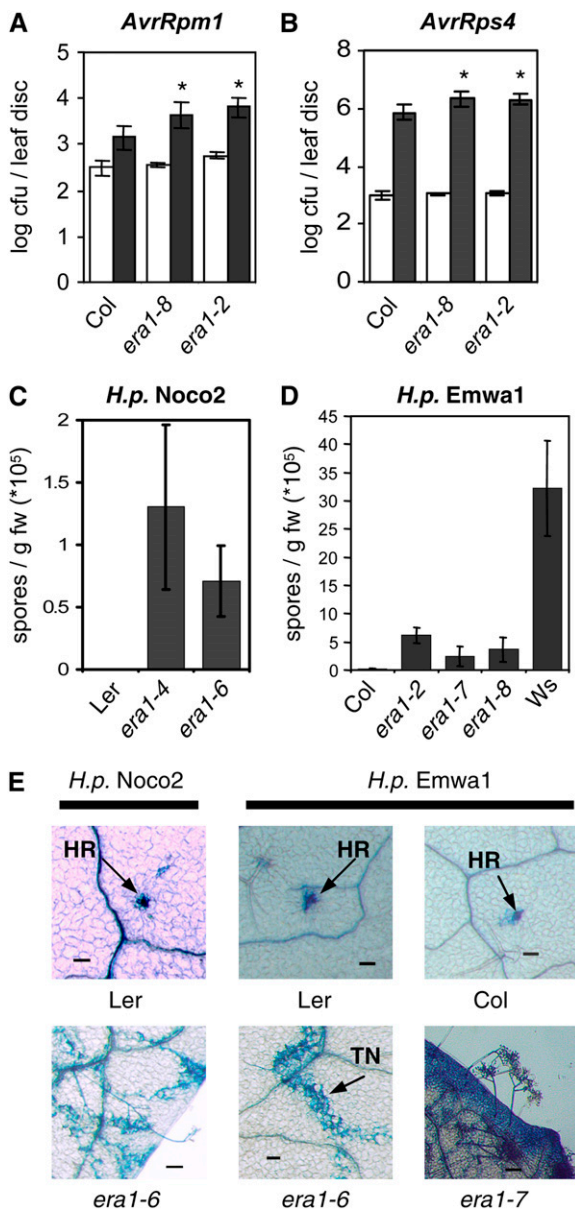 A
AvrRpm1
log cfu / leaf disc
5
4
3
2
1
0
*
*
Col
era1-8
era1-2
B
AvrRps4
log cfu / leaf disc
8
6
4
2
0
*
*
Col
era1-8
era1-2
C
H.p. Noco2
spores / g fw (*10⁵)
2
1.5
1
0.5
0
Ler
era1-4
era1-6
D
H.p. Emwa1
spores / g fw (*10⁵)
45
40
35
30
25
20
15
10
5
0
Col
era1-2
era1-7
era1-8
Ws
E
H.p. Noco2
H.p. Emwa1
HR
HR
HR
Ler
Ler
Col
TN
era1-6
era1-6
era1-7